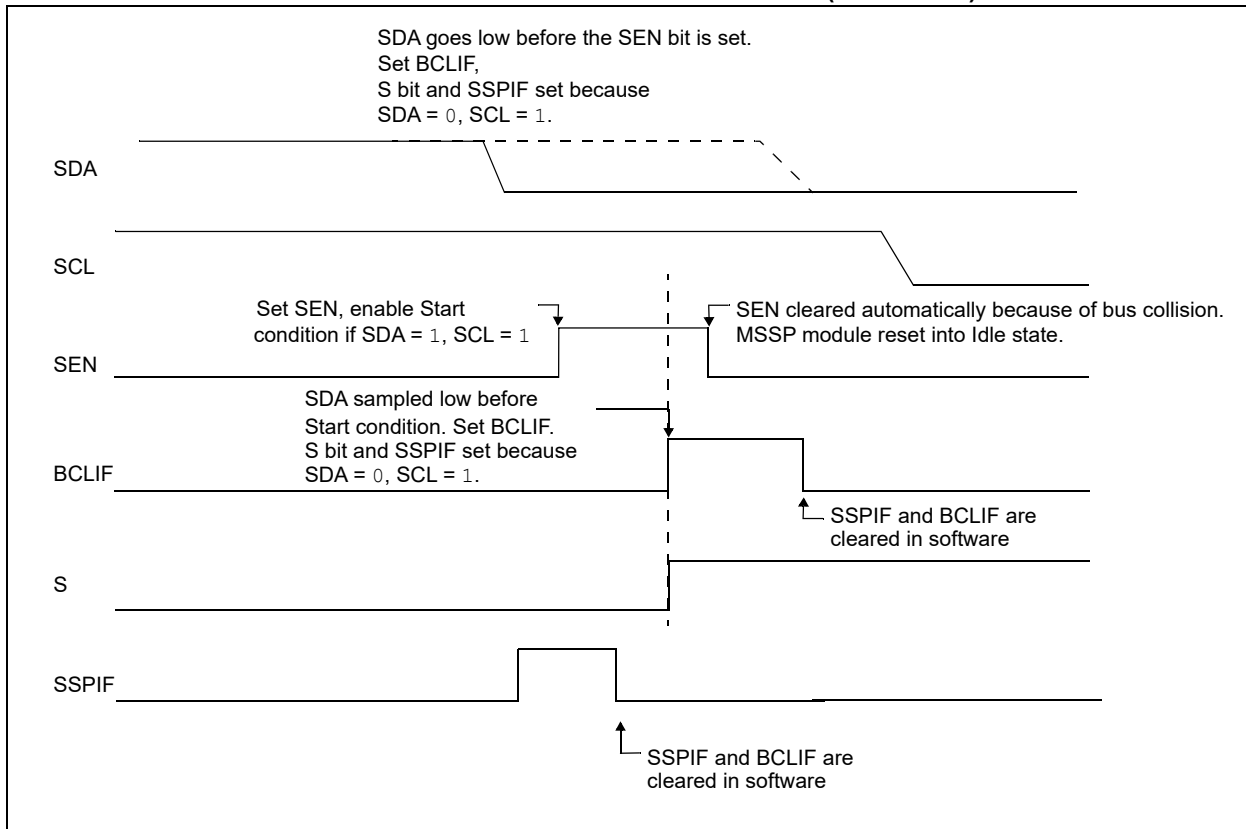 SDA goes low before the SEN bit is set.
Set BCLIF,
S bit and SSPIF set because
SDA = 0, SCL = 1.
SDA
SCL
Set SEN, enable Start
condition if SDA = 1, SCL = 1
SEN cleared automatically because of bus collision.
MSSP module reset into Idle state.
SEN
SDA sampled low before
Start condition. Set BCLIF.
S bit and SSPIF set because
SDA = 0, SCL = 1.
BCLIF
SSPIF and BCLIF are
cleared in software
S
SSPIF
SSPIF and BCLIF are
cleared in software